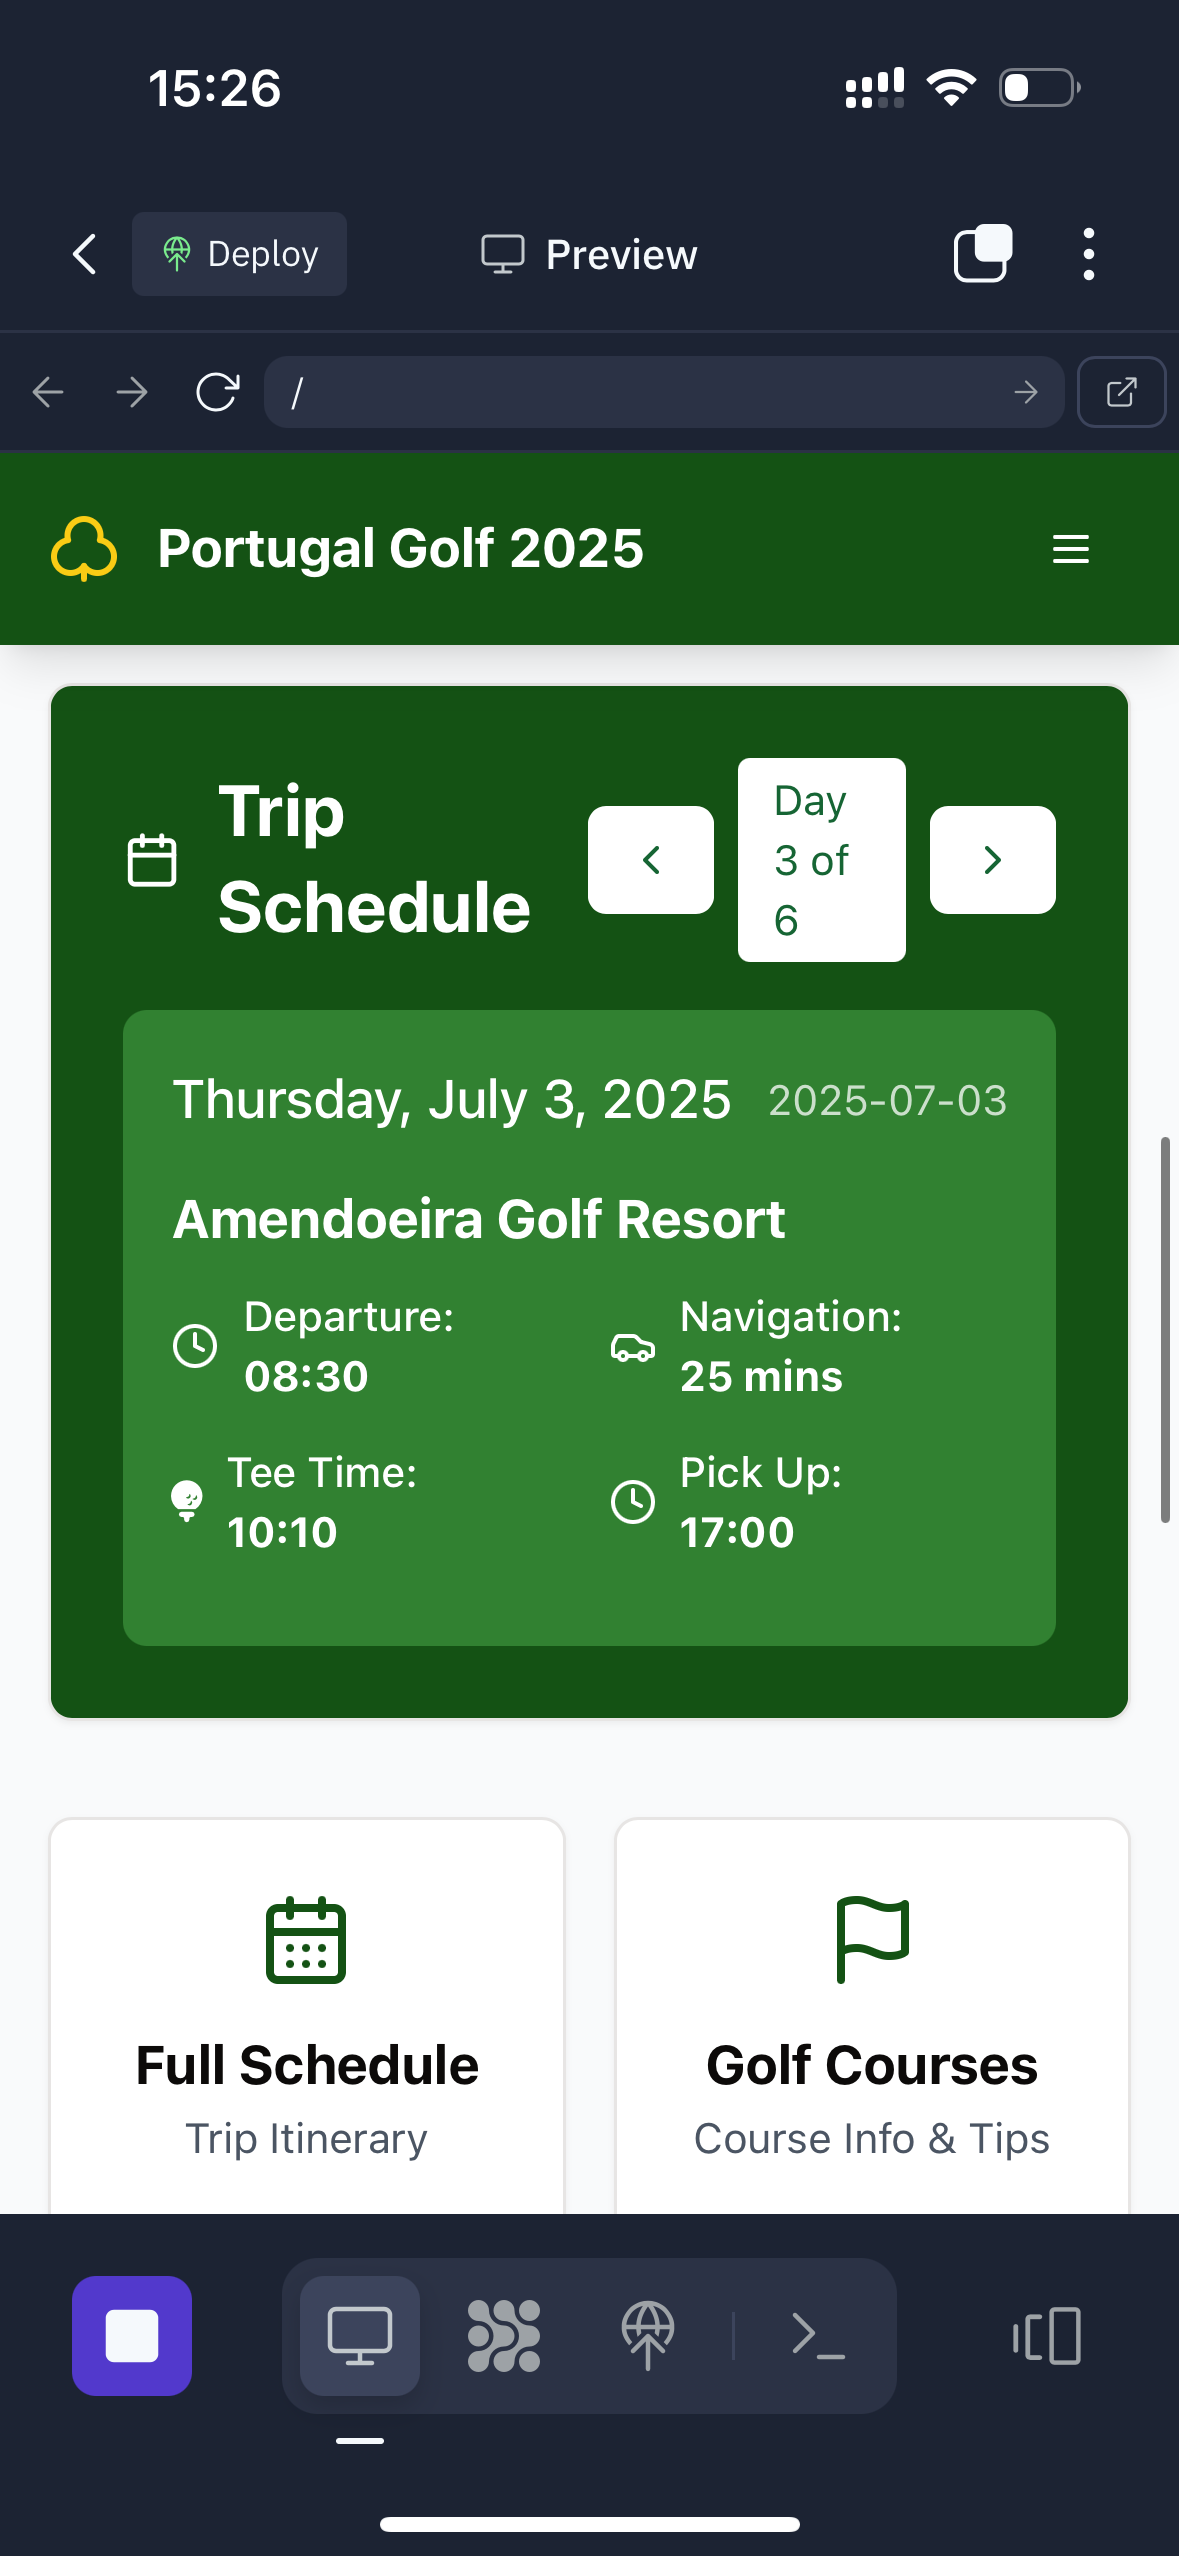 15:26
Deploy
Preview
/
Portugal Golf 2025
Trip
Schedule
Day
3 of
6
Thursday, July 3, 2025 2025-07-03
Amendoeira Golf Resort
Departure:
08:30
Navigation:
25 mins
Tee Time:
10:10
Pick Up:
17:00
Full Schedule
Trip Itinerary
Golf Courses
Course Info & Tips